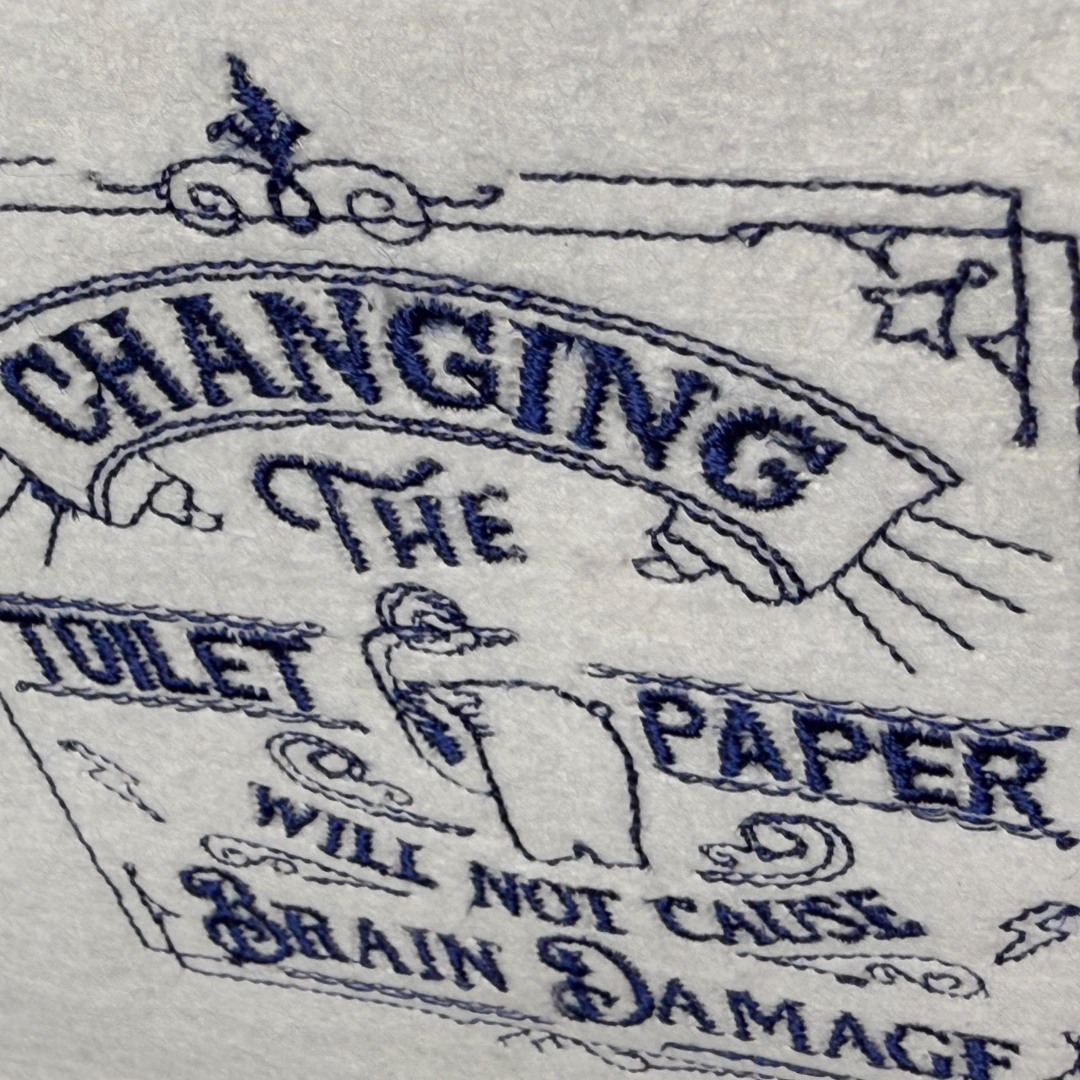 CHANGING
THE
TOILET PAPER
WILL NOT CAUSE
BRAIN DAMAGE